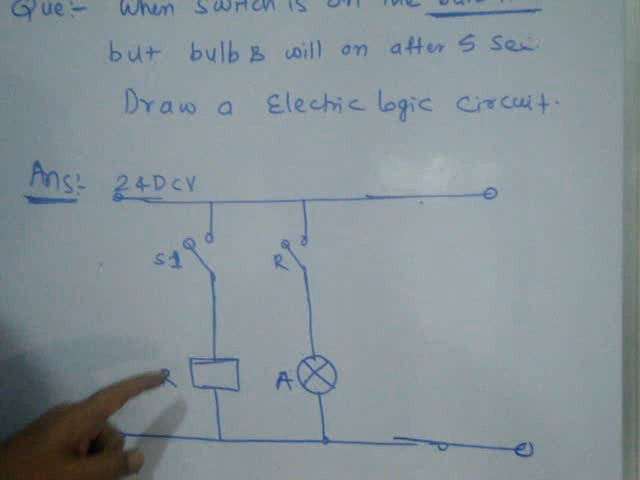 Que:- When switch is on the bulb
but bulb B will on after 5 sec.
Draw a Electric logic circuit.
Ans:- 24DCV
S1 R
R A